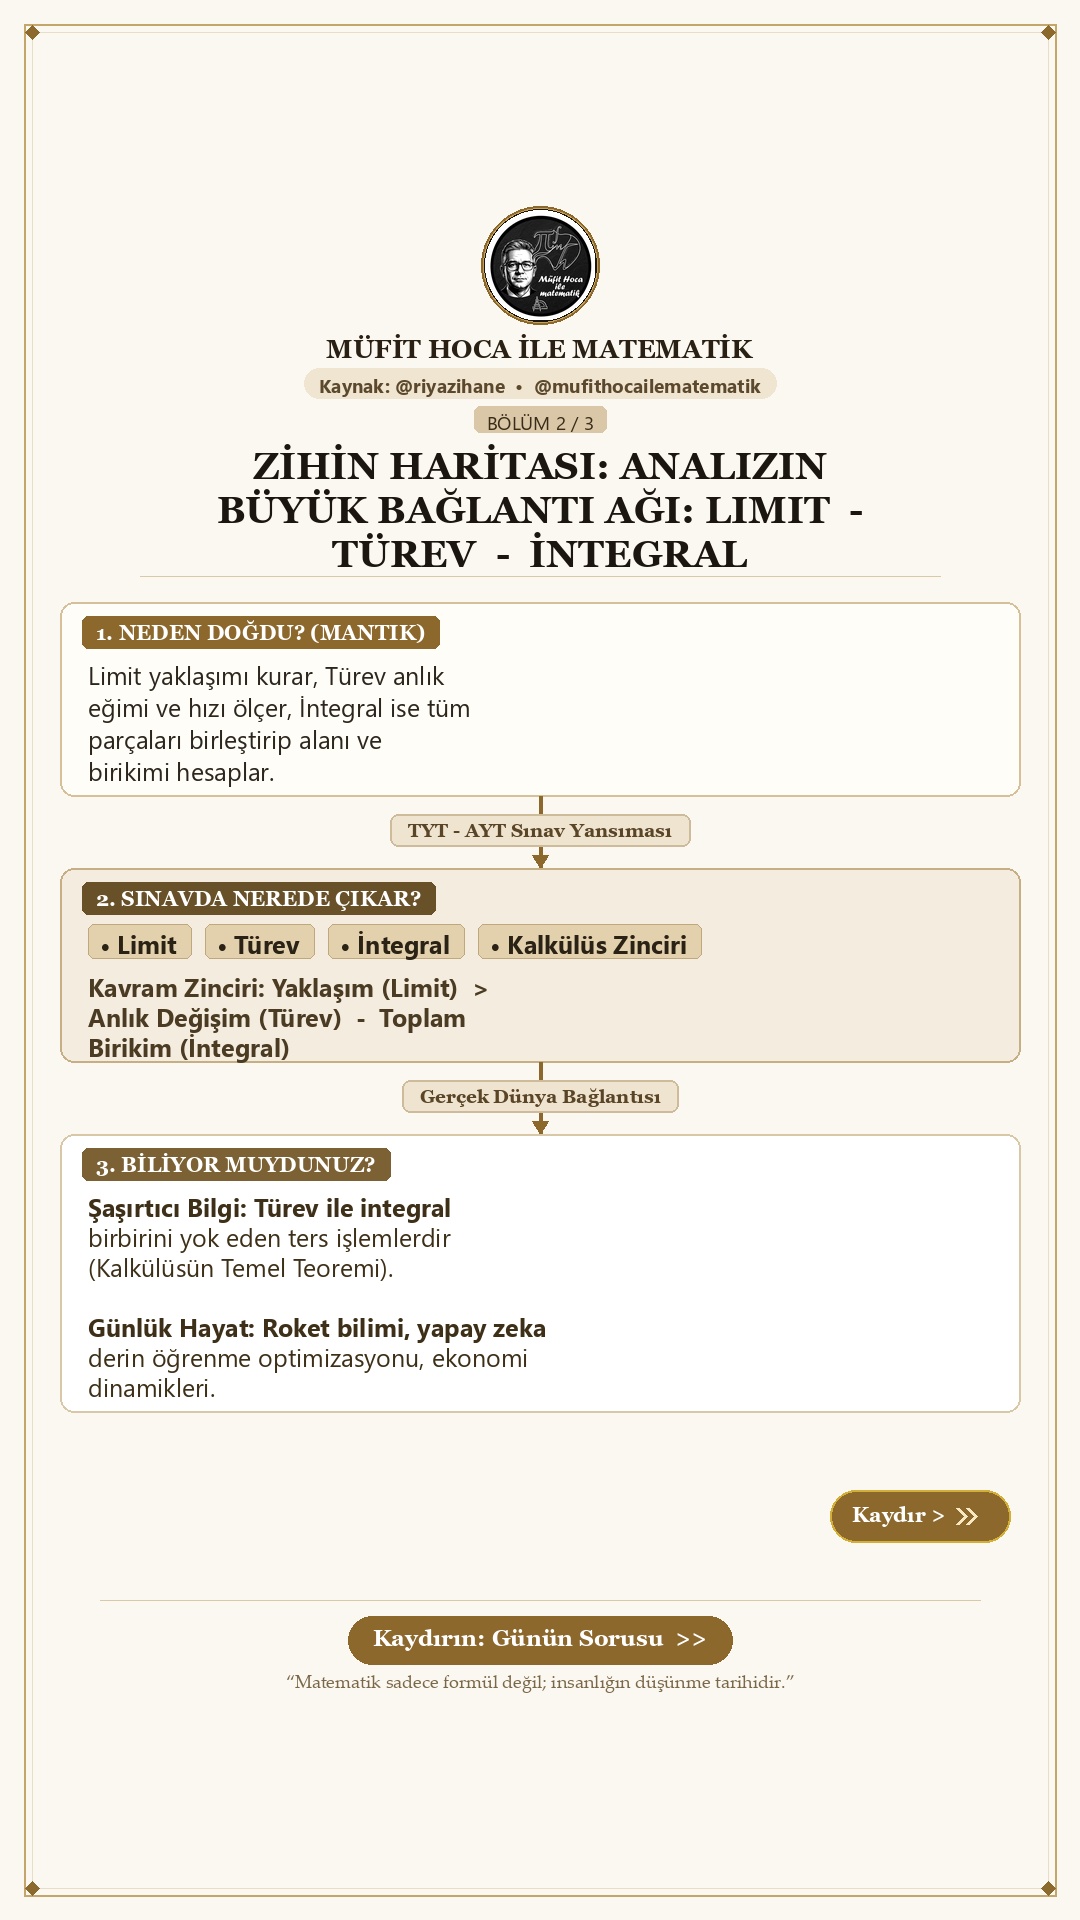 Müfit Hoca
ile
matematik
MÜFİT HOCA İLE MATEMATİK
Kaynak: @riyazihane • @mufithocailematematik
BÖLÜM 2 / 3
ZİHİN HARİTASI: ANALIZIN
BÜYÜK BAĞLANTI AĞI: LIMIT -
TÜREV - İNTEGRAL
1. NEDEN DOĞDU? (MANTIK)
Limit yaklaşımı kurar, Türev anlık
eğimi ve hızı ölçer, İntegral ise tüm
parçaları birleştirip alanı ve
birikimi hesaplar.
TYT - AYT Sınav Yansıması
2. SINAVDA NEREDE ÇIKAR?
• Limit • Türev • İntegral • Kalkülüs Zinciri
Kavram Zinciri: Yaklaşım (Limit) >
Anlık Değişim (Türev) - Toplam
Birikim (İntegral)
Gerçek Dünya Bağlantısı
3. BİLİYOR MUYDUNUZ?
Şaşırtıcı Bilgi: Türev ile integral
birbirini yok eden ters işlemlerdir
(Kalkülüsün Temel Teoremi).
Günlük Hayat: Roket bilimi, yapay zeka
derin öğrenme optimizasyonu, ekonomi
dinamikleri.
Kaydır > »
Kaydırın: Günün Sorusu >>
“Matematik sadece formül değil; insanlığın düşünme tarihidir.”